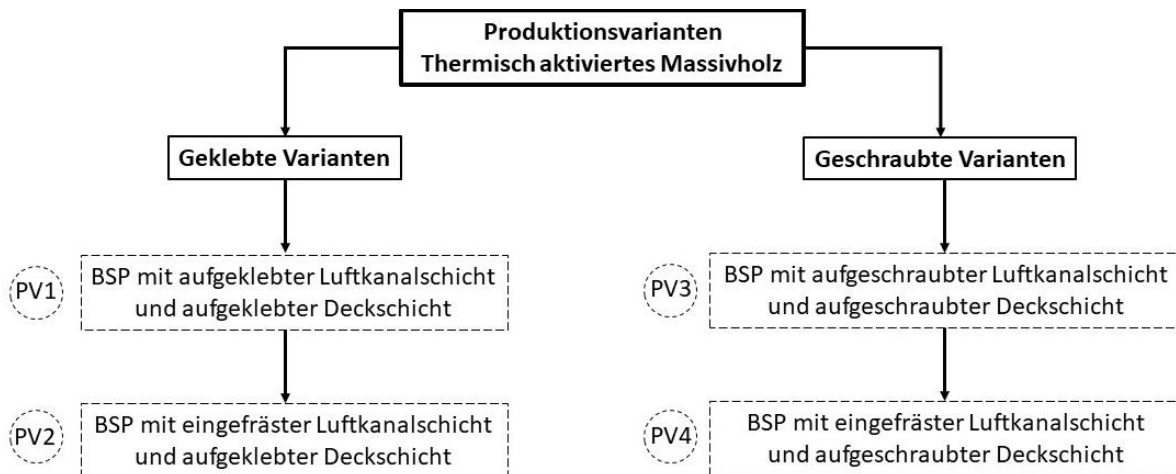 Produktionsvarianten
Thermisch aktiviertes Massivholz
Geklebte Varianten
Geschraubte Varianten
PV1
BSP mit aufgeklebter Luftkanalschicht
und aufgeklebter Deckschicht
PV3
BSP mit aufgeschraubter Luftkanalschicht
und aufgeschraubter Deckschicht
PV2
BSP mit eingefräster Luftkanalschicht
und aufgeklebter Deckschicht
PV4
BSP mit eingefräster Luftkanalschicht
und aufgeschraubter Deckschicht